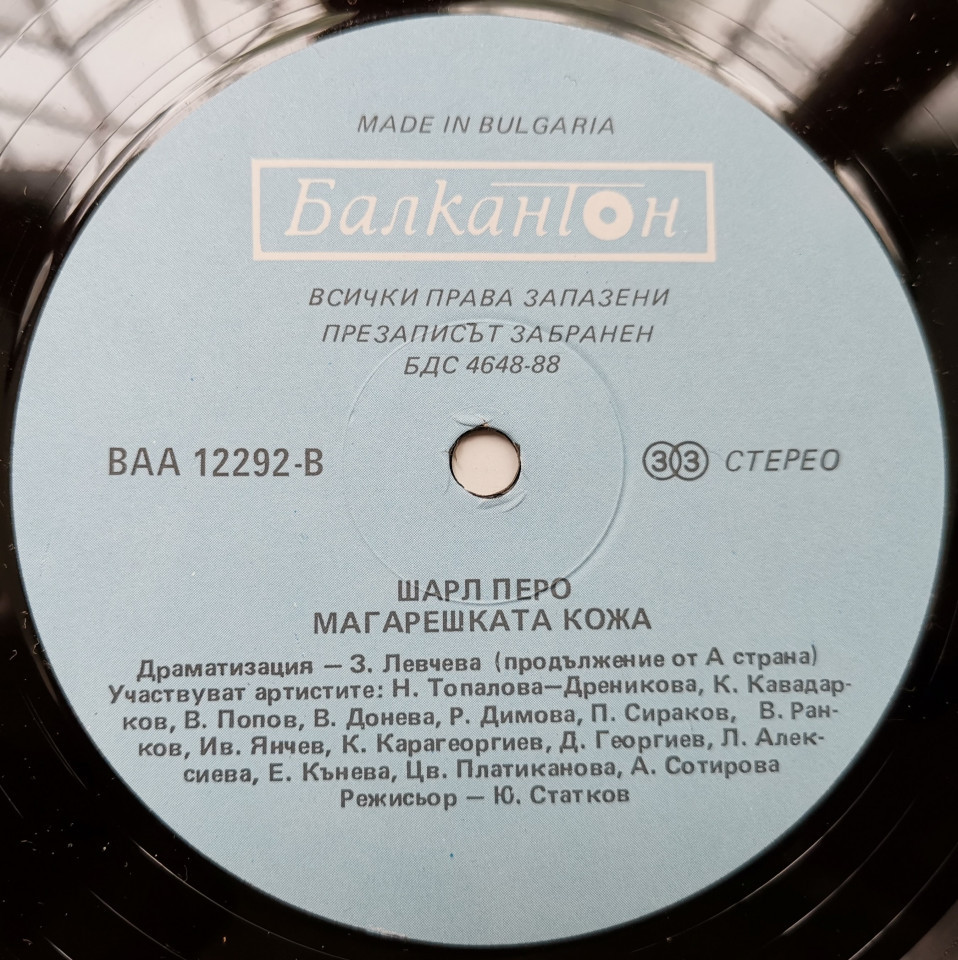 MADE IN BULGARIA
Балкантон
ВСИЧКИ ПРАВА ЗАПАЗЕНИ
ПРЕЗАПИСЪТ ЗАБРАНЕН
БДС 4648-88
ВАА 12292-В
33 СТЕРЕО
ШАРЛ ПЕРО
МАГАРЕШКАТА КОЖА
Драматизация — З. Левчева (продължение от А страна)
Участвуват артистите: Н. Топалова—Дреникова, К. Кавадар-
ков, В. Попов, В. Донева, Р. Димова, П. Сираков, В. Ран-
ков, Ив. Янчев, К. Карагеоргиев, Д. Георгиев, Л. Алек-
сиева, Е. Кънева, Цв. Платиканова, А. Сотирова
Режисьор — Ю. Статков